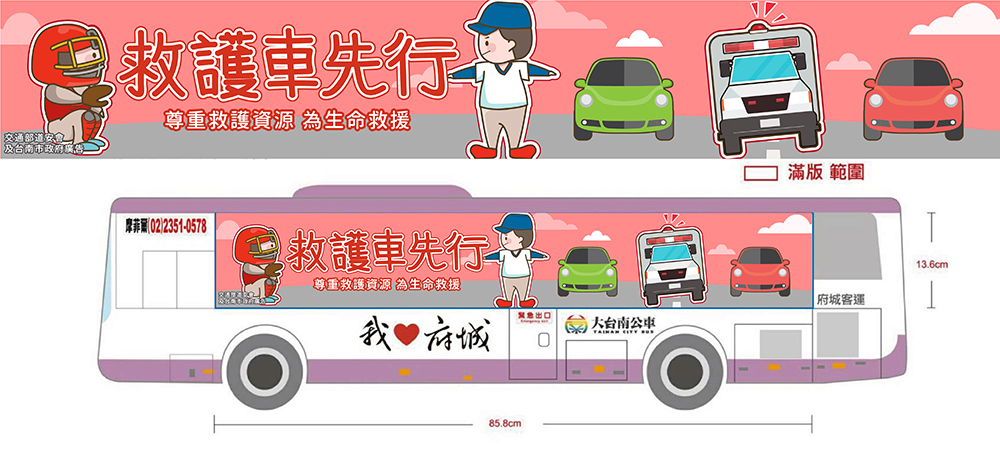 救護車先行
尊重救護資源 為生命救援
交通部道安會
及台南市政府廣告
滿版 範圍
摩菲爾(02)2351-0578
救護車先行
尊重救護資源 為生命救援
交通部道安會
及台南市政府廣告
13.6cm
府城客運
緊急出口
Emergency exit
大台南公車
TAINAN CITY BUS
我❤府城
85.8cm